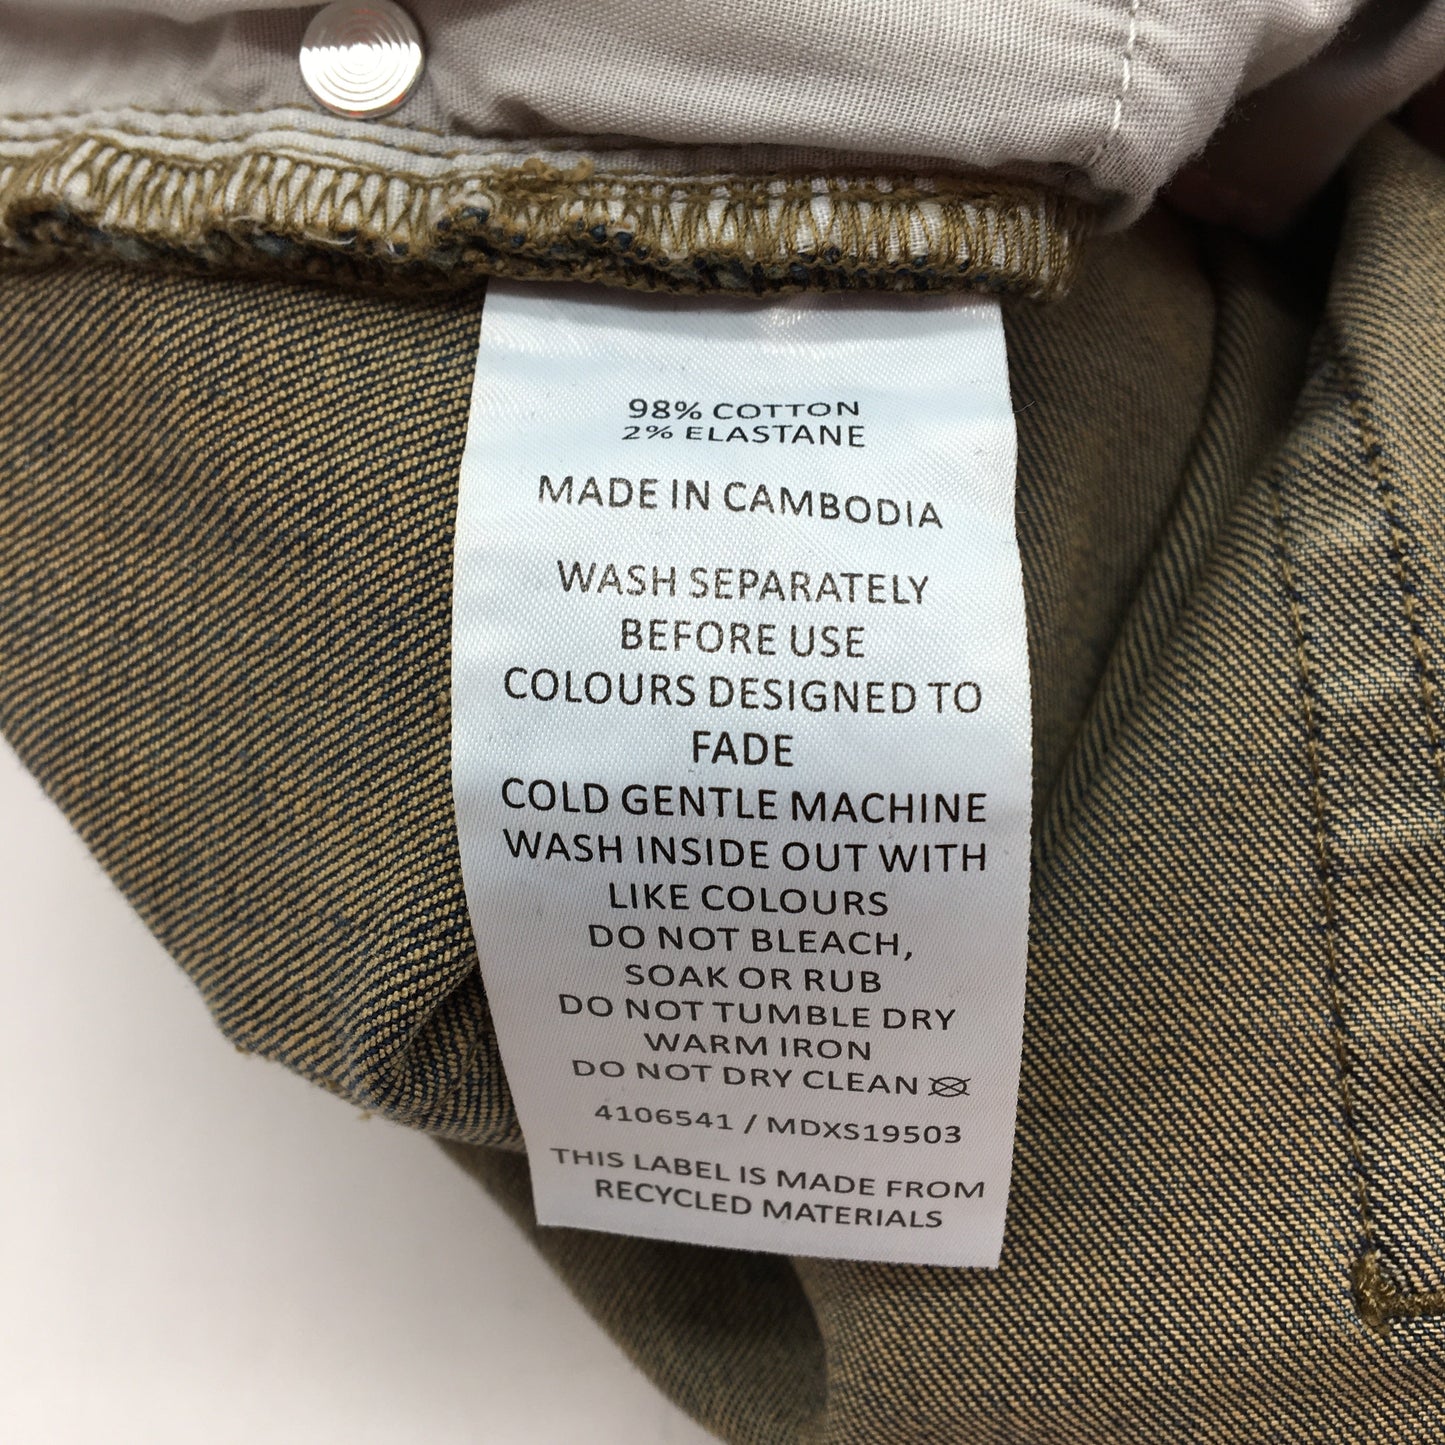 98% COTTON
2% ELASTANE
MADE IN CAMBODIA
WASH SEPARATELY
BEFORE USE
COLOURS DESIGNED TO
FADE
COLD GENTLE MACHINE
WASH INSIDE OUT WITH
LIKE COLOURS
DO NOT BLEACH,
SOAK OR RUB
DO NOT TUMBLE DRY
WARM IRON
DO NOT DRY CLEAN
4106541 / MDXS19503
THIS LABEL IS MADE FROM
RECYCLED MATERIALS